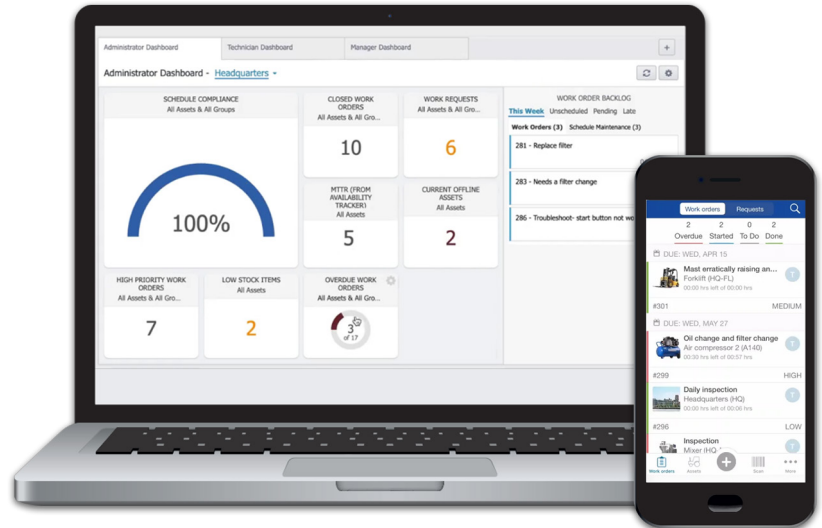 Administrator Dashboard
Technician Dashboard
Manager Dashboard
+
Administrator Dashboard - Headquarters
SCHEDULE COMPLIANCE
All Assets & All Groups
100%
CLOSED WORK
ORDERS
All Assets & All Gro...
10
WORK REQUESTS
All Assets & All Gro...
6
MTTR (FROM
AVAILABILITY
TRACKER)
All Assets
5
CURRENT OFFLINE
ASSETS
All Assets
2
HIGH PRIORITY WORK
ORDERS
All Assets & All Gro...
7
LOW STOCK ITEMS
All Assets
2
OVERDUE WORK
ORDERS
All Assets & All Gro...
3
of 17
WORK ORDER BACKLOG
This Week Unscheduled Pending Late
Work Orders (3) Schedule Maintenance (3)
281 - Replace filter
283 - Needs a filter change
286 - Troubleshoot- start button not wo
Work orders Requests
2 2 0 2
Overdue Started To Do Done
DUE: WED, APR 15
Mast erratically raising an...
Forklift (HQ-FL)
00:00 hrs left of 00:00 hrs
T
#301 MEDIUM
DUE: WED, MAY 27
Oil change and filter change
Air compressor 2 (A140)
00:30 hrs left of 00:57 hrs
T
#299 HIGH
Daily inspection
Headquarters (HQ)
00:00 hrs left of 00:06 hrs
T
#296 LOW
Inspection
Mixer (HQ
T
Work orders Assets + Scan More